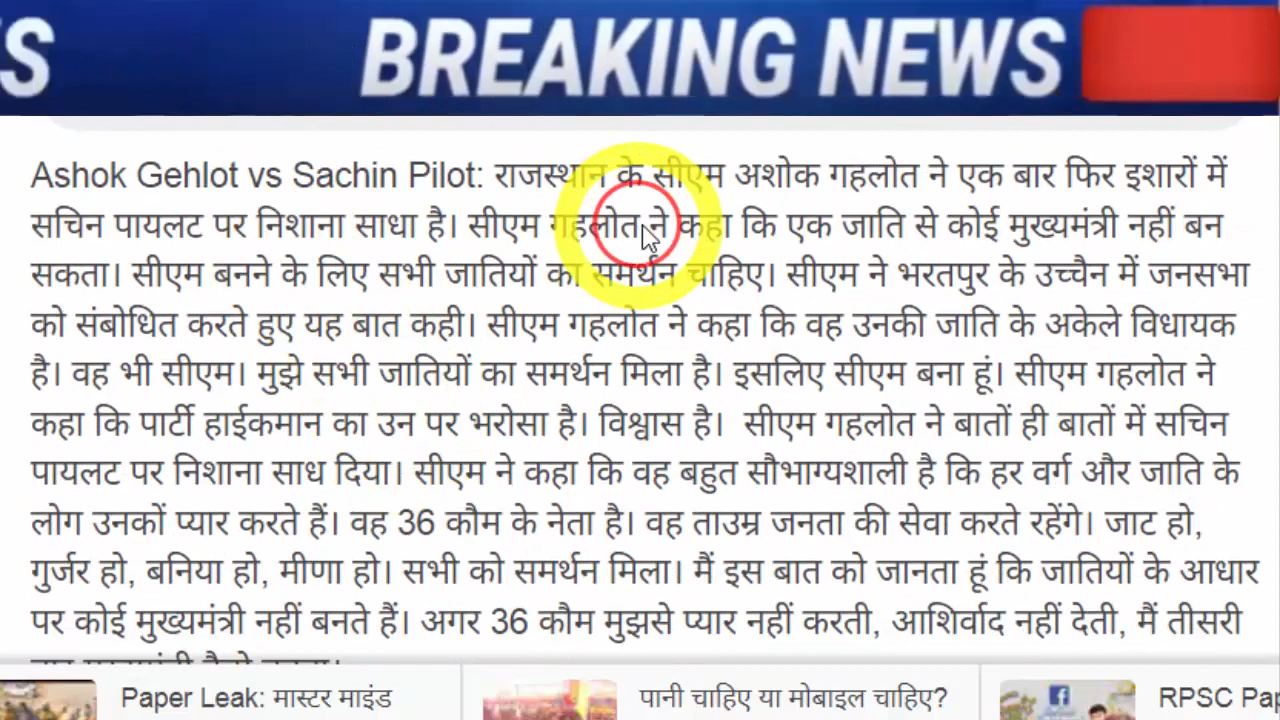 S
BREAKING NEWS
Ashok Gehlot vs Sachin Pilot: राजस्थान के सीएम अशोक गहलोत ने एक बार फिर इशारों में
सचिन पायलट पर निशाना साधा है। सीएम गहलोत ने कहा कि एक जाति से कोई मुख्यमंत्री नहीं बन
सकता। सीएम बनने के लिए सभी जातियों का समर्थन चाहिए। सीएम ने भरतपुर के उच्चैन में जनसभा
को संबोधित करते हुए यह बात कही। सीएम गहलोत ने कहा कि वह उनकी जाति के अकेले विधायक
है। वह भी सीएम। मुझे सभी जातियों का समर्थन मिला है। इसलिए सीएम बना हूं। सीएम गहलोत ने
कहा कि पार्टी हाईकमान का उन पर भरोसा है। विश्वास है। सीएम गहलोत ने बातों ही बातों में सचिन
पायलट पर निशाना साध दिया। सीएम ने कहा कि वह बहुत सौभाग्यशाली है कि हर वर्ग और जाति के
लोग उनकों प्यार करते हैं। वह 36 कौम के नेता है। वह ताउम्र जनता की सेवा करते रहेंगे। जाट हो,
गुर्जर हो, बनिया हो, मीणा हो। सभी को समर्थन मिला। मैं इस बात को जानता हूं कि जातियों के आधार
पर कोई मुख्यमंत्री नहीं बनते हैं। अगर 36 कौम मुझसे प्यार नहीं करती, आशिर्वाद नहीं देती, मैं तीसरी
Paper Leak: मास्टर माइंड
पानी चाहिए या मोबाइल चाहिए?
RPSC Pap